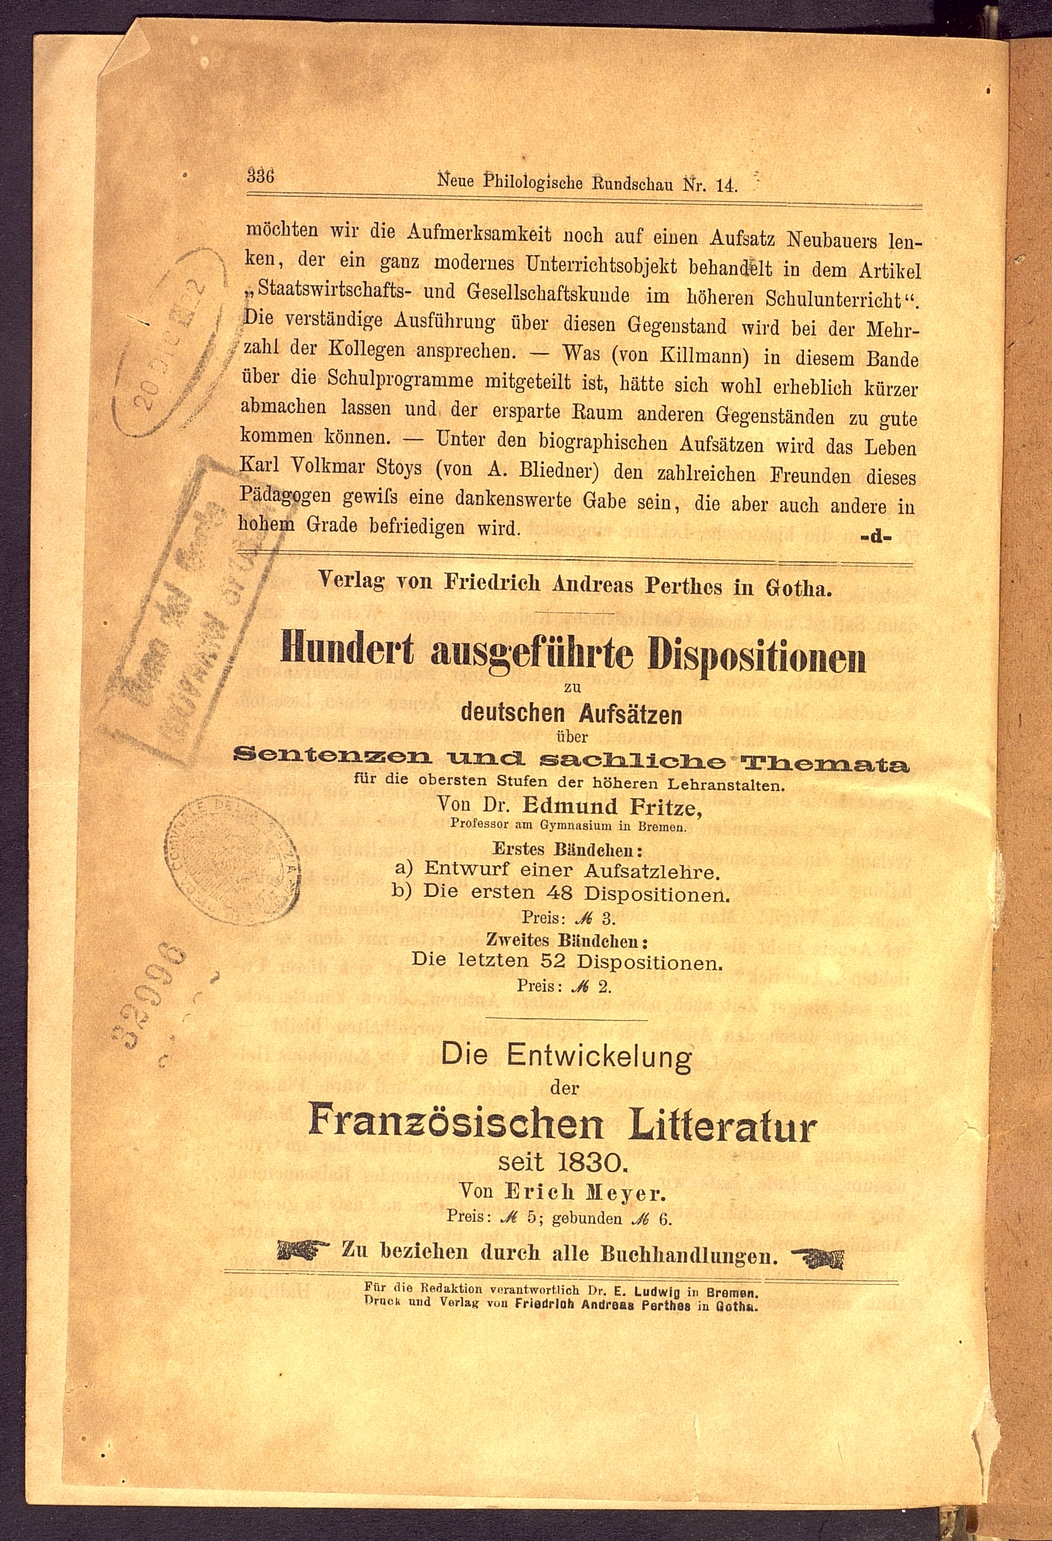 336
Neue Philologische Rundschau Nr. 14.
möchten wir die Aufmerksamkeit noch auf einen Aufsatz Neubauers len-
ken, der ein ganz modernes Unterrichtsobjekt behandelt in dem Artikel
„Staatswirtschafts- und Gesellschaftskunde im höheren Schulunterricht“.
Die verständige Ausführung über diesen Gegenstand wird bei der Mehr-
zahl der Kollegen ansprechen. — Was (von Killmann) in diesem Bande
über die Schulprogramme mitgeteilt ist, hätte sich wohl erheblich kürzer
abmachen lassen und der ersparte Raum anderen Gegenständen zu gute
kommen können. — Unter den biographischen Aufsätzen wird das Leben
Karl Volkmar Stoys (von A. Bliedner) den zahlreichen Freunden dieses
Pädagogen gewiſs eine dankenswerte Gabe sein, die aber auch andere in
hohem Grade befriedigen wird.
-d-
Verlag von Friedrich Andreas Perthes in Gotha.
Hundert ausgeführte Dispositionen
zu
deutschen Aufsätzen
über
Sentenzen und sachliche Themata
für die obersten Stufen der höheren Lehranstalten.
Von Dr. Edmund Fritze,
Professor am Gymnasium in Bremen.
Erstes Bändchen:
a) Entwurf einer Aufsatzlehre.
b) Die ersten 48 Dispositionen.
Preis: ℳ 3.
Zweites Bändchen:
Die letzten 52 Dispositionen.
Preis: ℳ 2.
Die Entwickelung
der
Französischen Litteratur
seit 1830.
Von Erich Meyer.
Preis: ℳ 5; gebunden ℳ 6.
Zu beziehen durch alle Buchhandlungen.
Für die Redaktion verantwortlich Dr. E. Ludwig in Bremen.
Druck und Verlag von Friedrich Andreas Perthes in Gotha.
32996